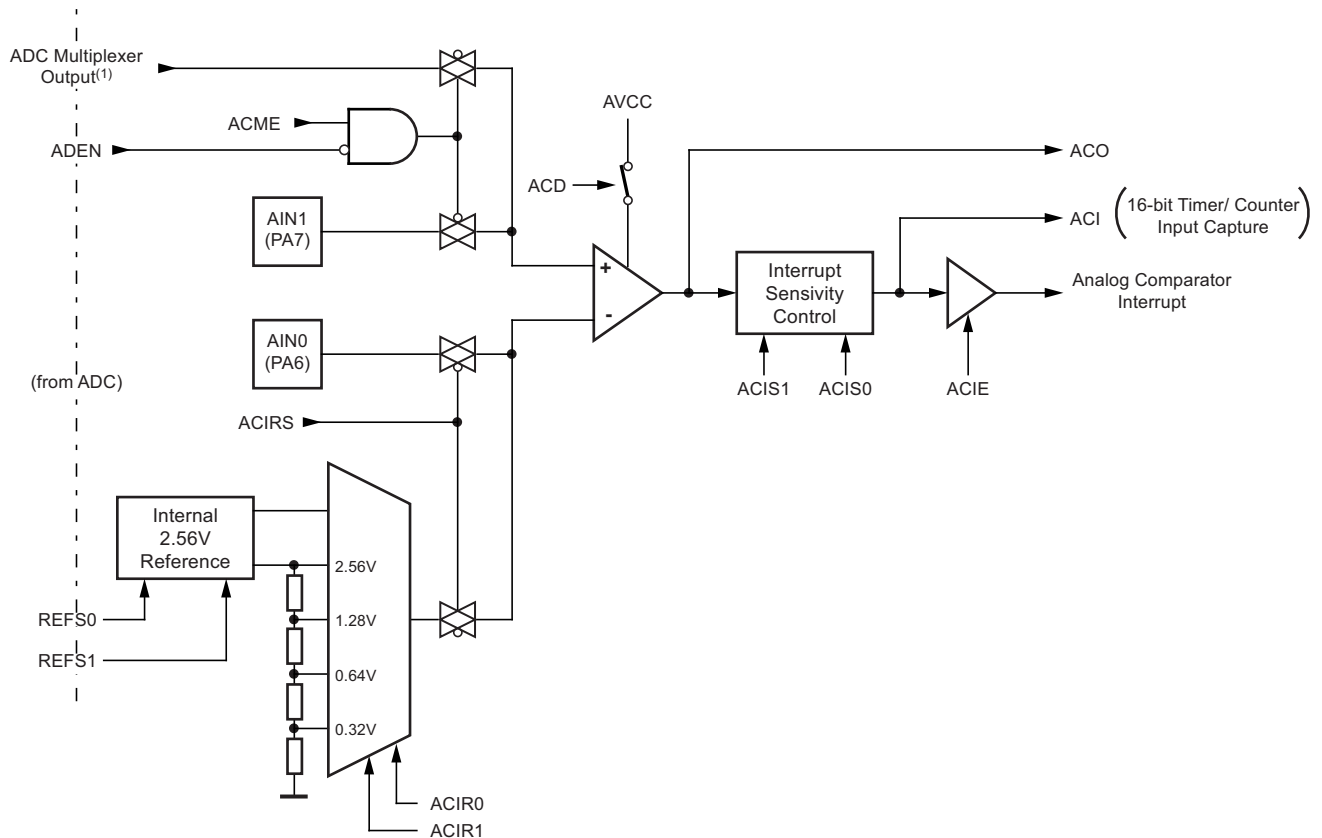 ADC Multiplexer
Output(1)
ACME
ADEN
AIN1
(PA7)
AVCC
ACD
+
-
ACO
ACI
16-bit Timer/ Counter
Input Capture
Interrupt
Sensivity
Control
Analog Comparator
Interrupt
AIN0
(PA6)
ACIS1
ACIS0
ACIE
(from ADC)
ACIRS
Internal
2.56V
Reference
2.56V
1.28V
0.64V
0.32V
REFS0
REFS1
ACIR0
ACIR1